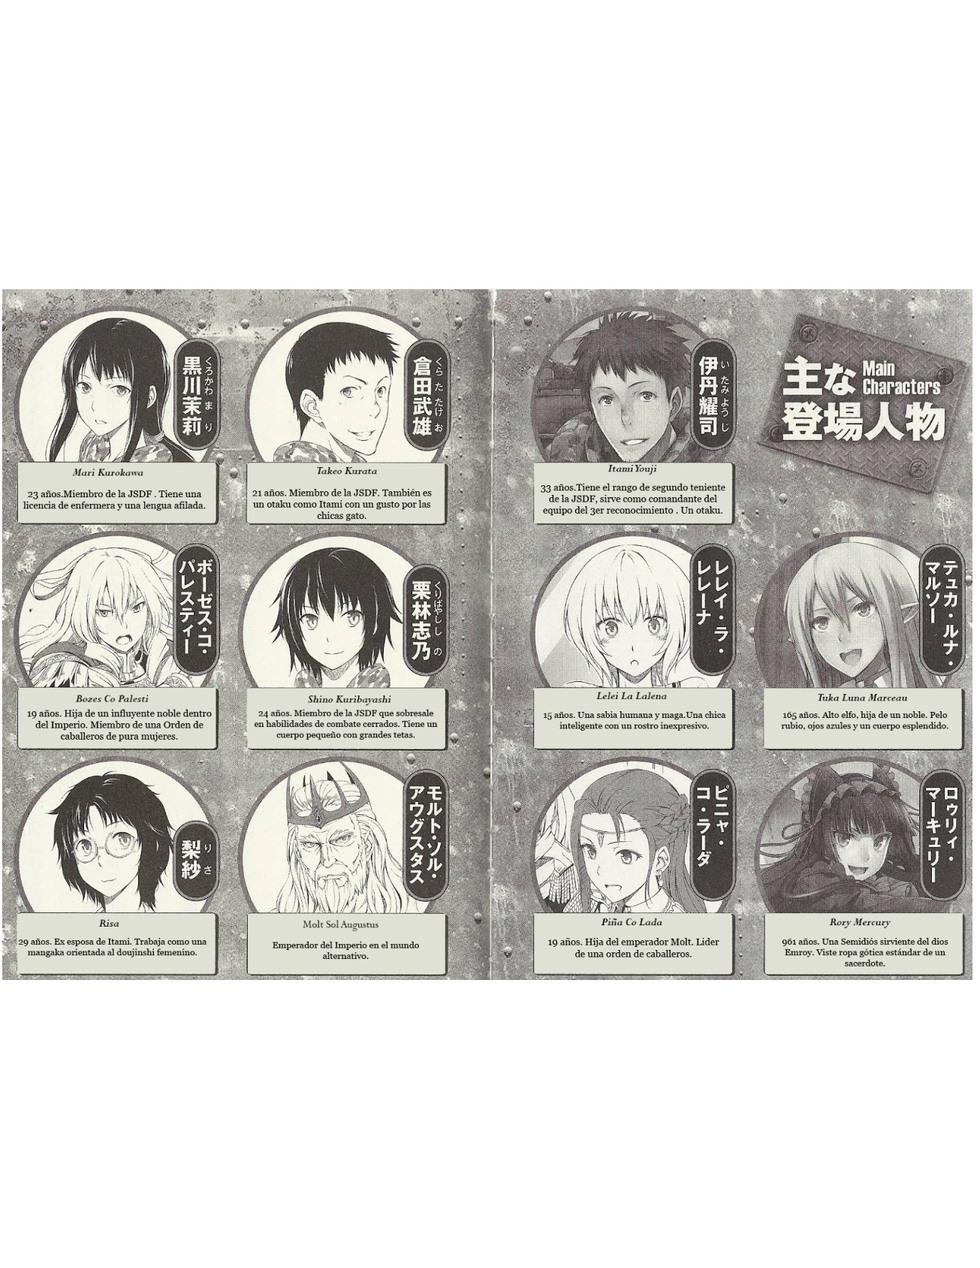 黒川茉莉
くろかわ ま り
Mari Kurokawa
23 años.Miembro de la JSDF . Tiene una
licencia de enfermera y una lengua afilada.
倉田武雄
くら た たけ お
Takeo Kurata
21 años. Miembro de la JSDF. También es
un otaku como Itami con un gusto por las
chicas gato.
伊丹耀司
い たみ よう じ
Itami Youji
33 años.Tiene el rango de segundo teniente
de la JSDF, sirve como comandante del
equipo del 3er reconocimiento . Un otaku.
主な
登場人物
Main
Characters
ボーゼス・コ・
パレスティー
Bozes Co Palesti
19 años. Hija de un influyente noble dentro
del Imperio. Miembro de una Orden de
caballeros de pura mujeres.
栗林志乃
くりばやし し の
Shino Kuribayashi
24 años. Miembro de la JSDF que sobresale
en habilidades de combate cerrados. Tiene un
cuerpo pequeño con grandes tetas.
レレイ・ラ・
レレーナ
Lelei La Lalena
15 años. Una sabia humana y maga.Una chica
inteligente con un rostro inexpresivo.
テュカ・ルナ・
マルソー
Tuka Luna Marceau
165 años. Alto elfo, hija de un noble. Pelo
rubio, ojos azules y un cuerpo esplendido.
梨紗
り さ
Risa
29 años. Ex esposa de Itami. Trabaja como una
mangaka orientada al doujinshi femenino.
モルト・ソル・
アウグスタス
Molt Sol Augustus
Emperador del Imperio en el mundo
alternativo.
ピニャ・
コ・ラーダ
Piña Co Lada
19 años. Hija del emperador Molt. Lider
de una orden de caballeros.
ロゥリィ・
マーキュリー
Rory Mercury
961 años. Una Semidiós sirviente del dios
Emroy. Viste ropa gótica estándar de un
sacerdote.